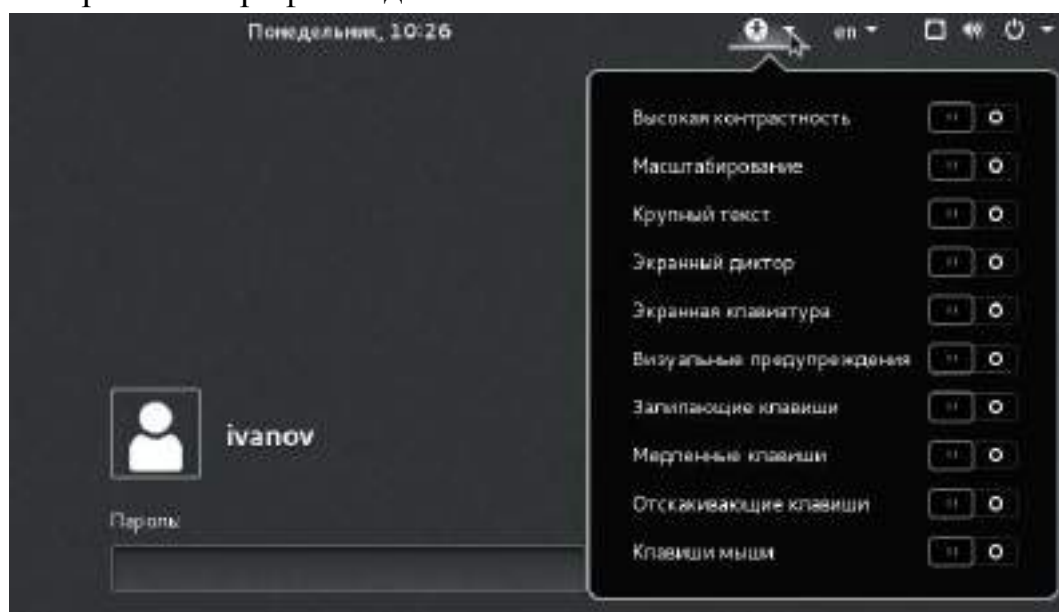 Понедельник, 10:26
en
Высокая контрастность
Масштабирование
Крупный текст
Экранный диктор
Экранная клавиатура
Визуальные предупреждения
Залипающие клавиши
Медленные клавиши
Отскакивающие клавиши
Клавиши мыши
ivanov
Пароль: